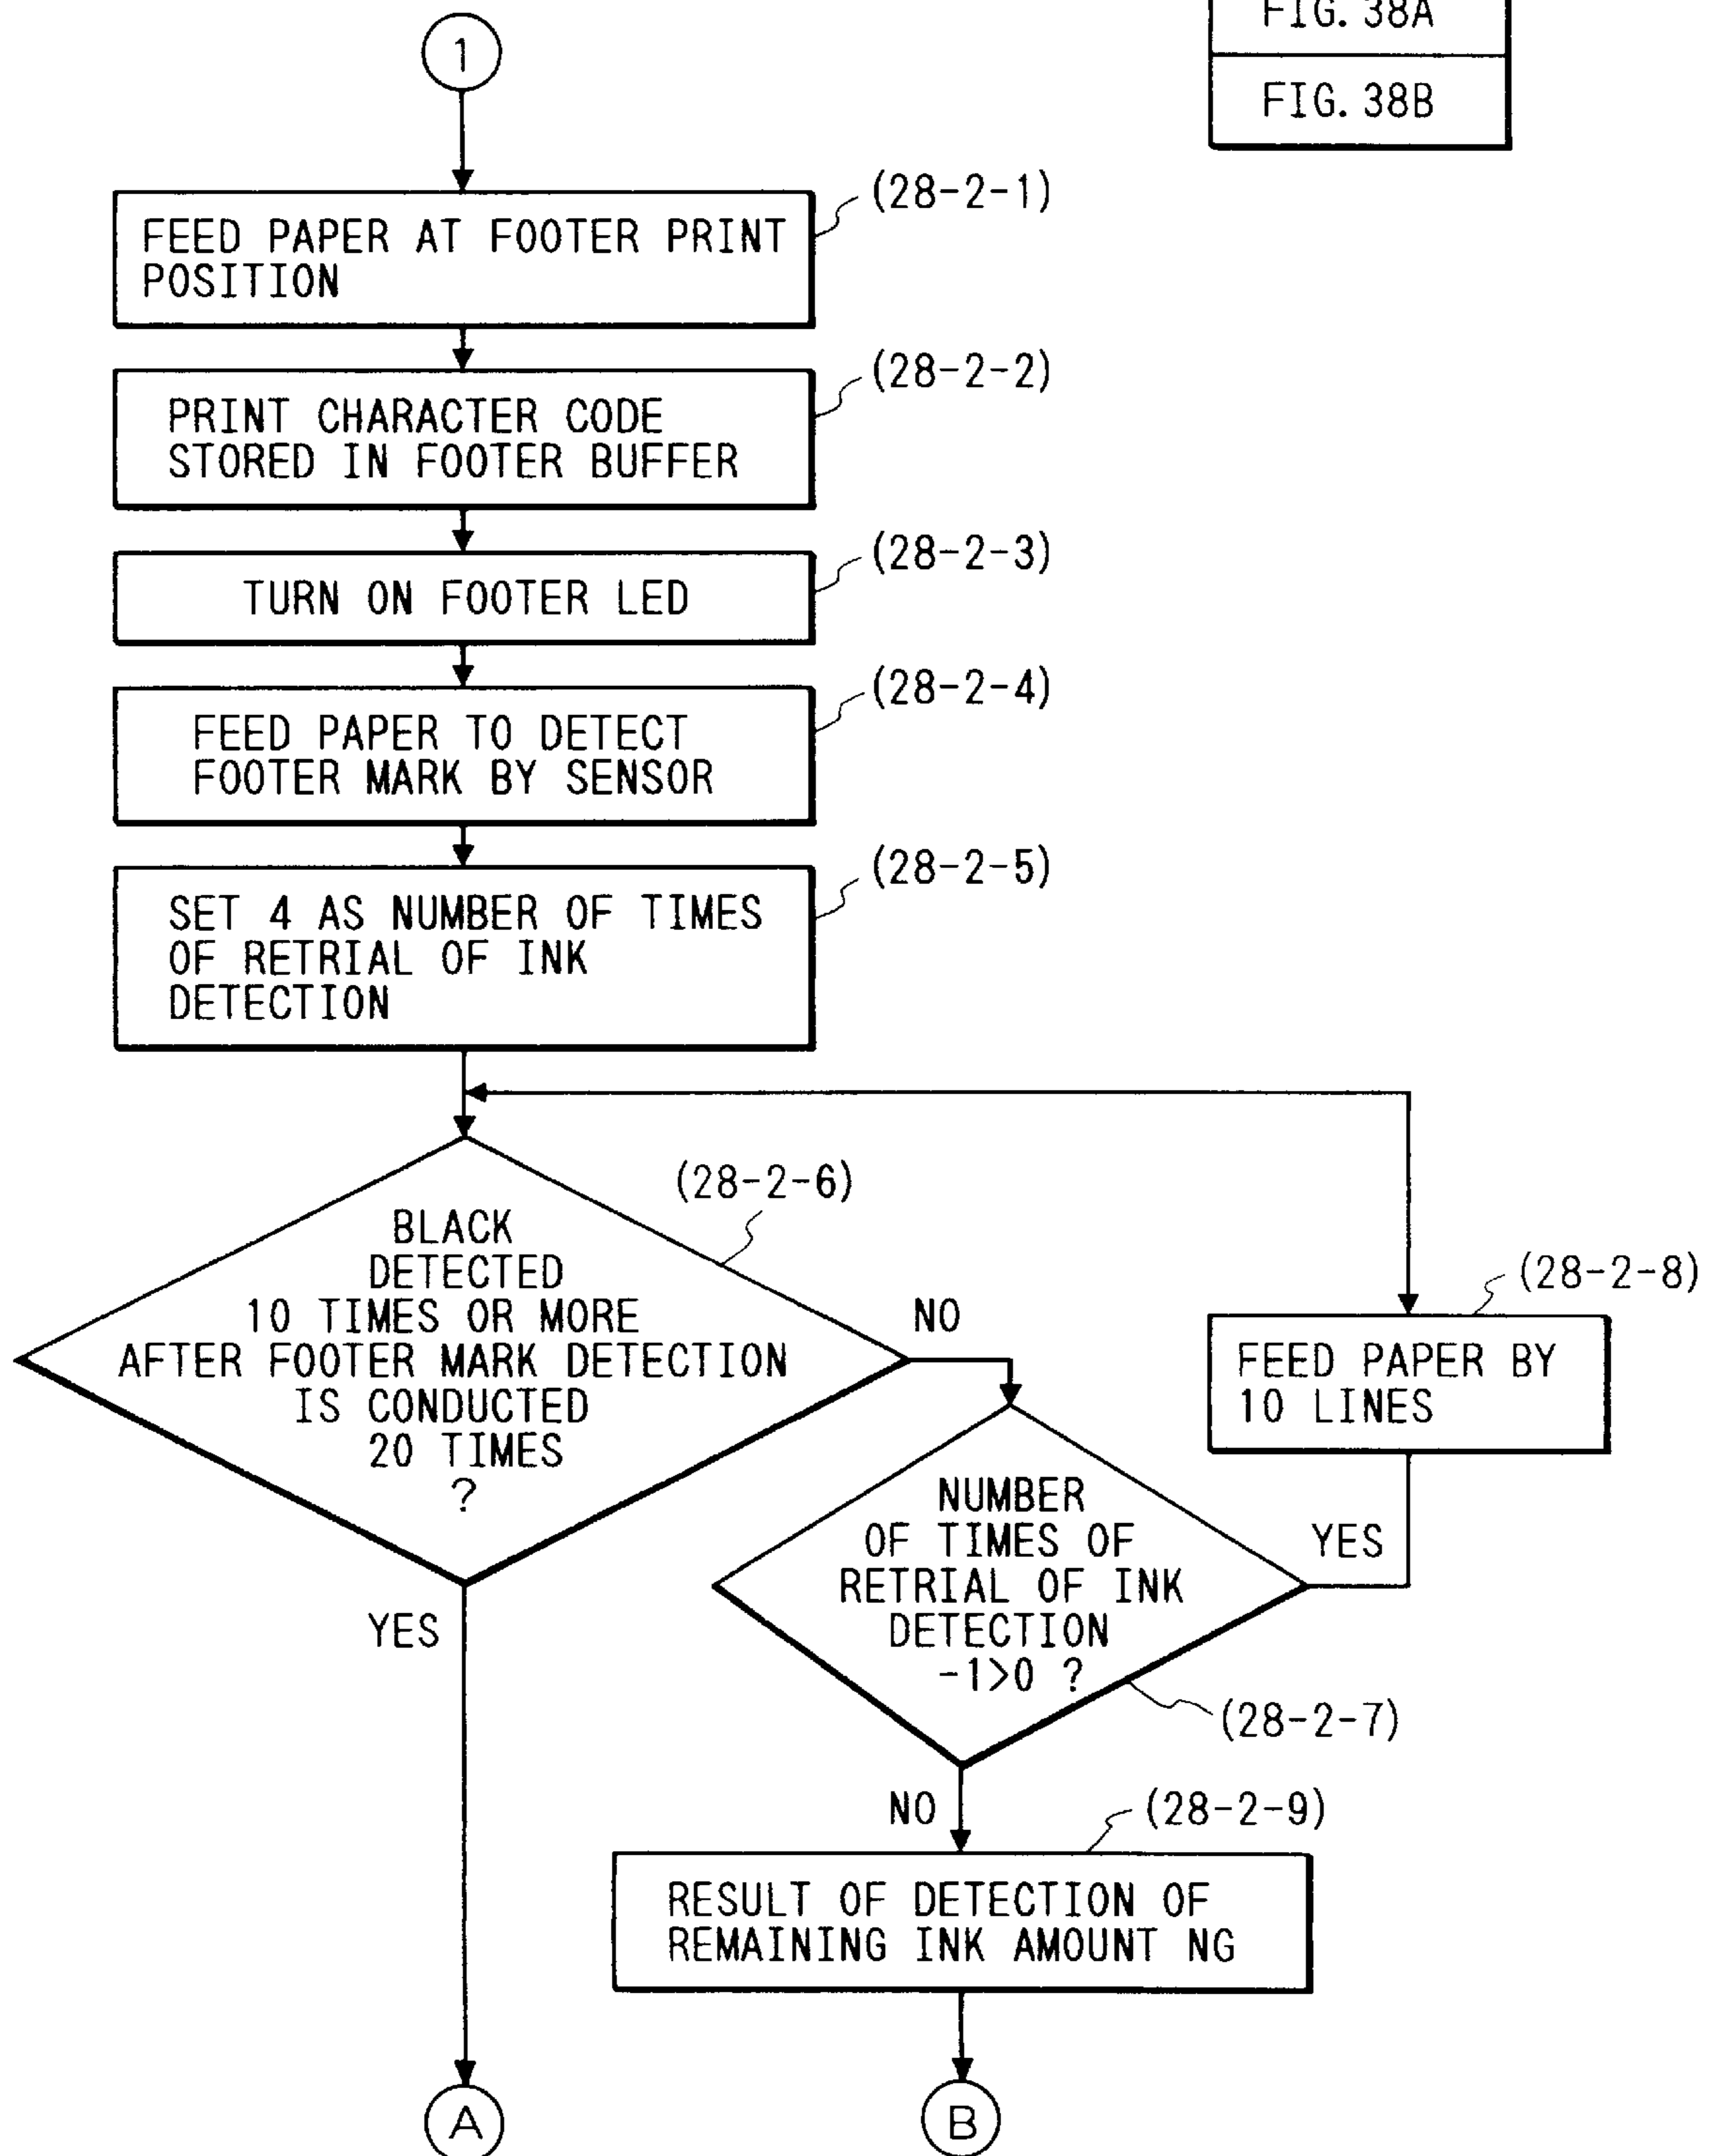 FIG.38A
FIG.38B
1
(28-2-1)
FEED PAPER AT FOOTER PRINT
POSITION
(28-2-2)
PRINT CHARACTER CODE
STORED IN FOOTER BUFFER
(28-2-3)
TURN ON FOOTER LED
(28-2-4)
FEED PAPER TO DETECT
FOOTER MARK BY SENSOR
(28-2-5)
SET 4 AS NUMBER OF TIMES
OF RETRIAL OF INK
DETECTION
(28-2-6)
BLACK
DETECTED
10 TIMES OR MORE
AFTER FOOTER MARK DETECTION
IS CONDUCTED
20 TIMES
?
NO
YES
(28-2-8)
FEED PAPER BY
10 LINES
NUMBER
OF TIMES OF
RETRIAL OF INK
DETECTION
-1>0 ?
YES
(28-2-7)
NO
(28-2-9)
RESULT OF DETECTION OF
REMAINING INK AMOUNT NG
A
B